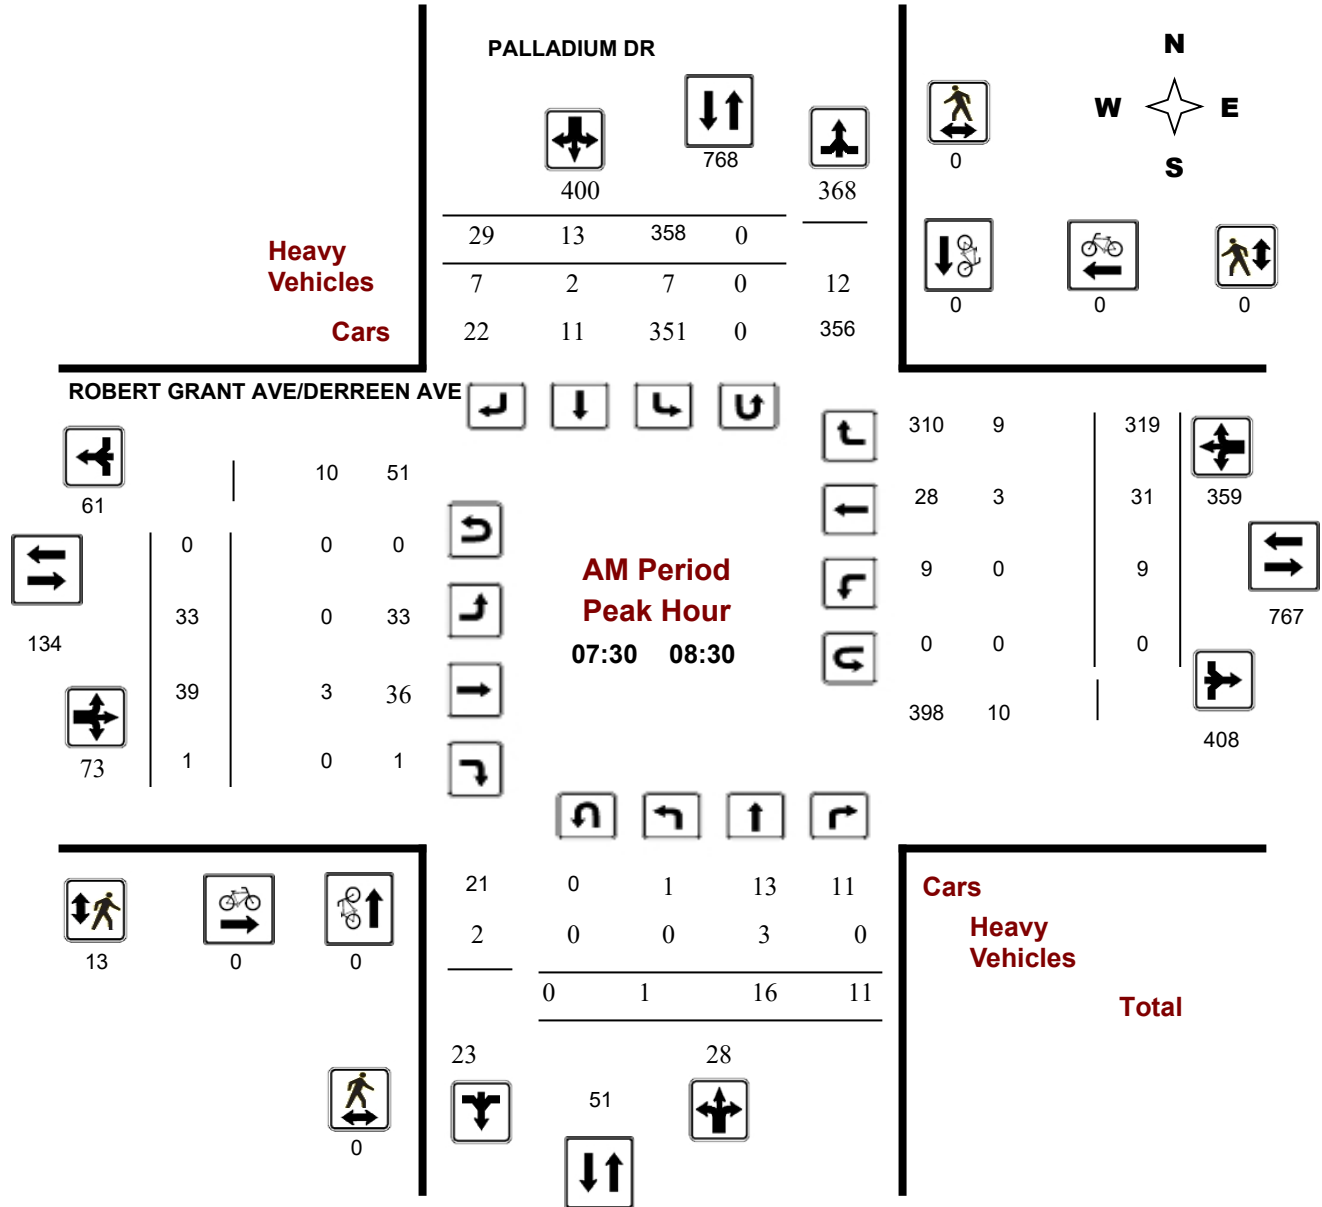 PALLADIUM DR
N
W E
S
768
0
400 368
29 13 358 0
Heavy
Vehicles
7 2 7 0 12
0 0 0
Cars
22 11 351 0 356
ROBERT GRANT AVE/DERREEN AVE
310 9 319
10 51
61
28 3 31 359
0 0 0
AM Period
Peak Hour
9 0 9
33 0 33
767
134
07:30 08:30
0 0 0
39 3 36
398 10
408
73 1 0 1
21 0 1 13 11
Cars
2 0 0 3 0
Heavy
Vehicles
13 0 0
0 1 16 11
Total
23 28
51
0